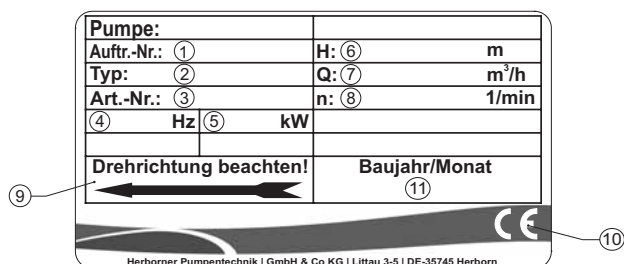 Pumpe:
Auftr.-Nr.: 1 H: 6 m
Typ: 2 Q: 7 m³/h
Art.-Nr.: 3 n: 8 1/min
4 Hz 5 kW
Drehrichtung beachten! Baujahr/Monat
9 11
CE 10
Herborner Pumpentechnik | GmbH & Co KG | Littau 3-5 | DE-35745 Herborn